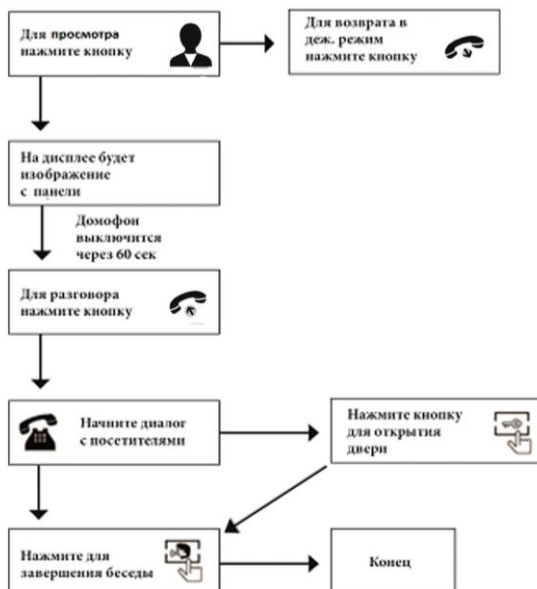 Для просмотра
нажмите кнопку
Для возврата в
деж. режим
нажмите кнопку
На дисплее будет
изображение
с панели
Домофон
выключится
через 60 сек
Для разговора
нажмите кнопку
Начните диалог
с посетителями
Нажмите кнопку
для открытия
двери
Нажмите для
завершения беседы
Конец